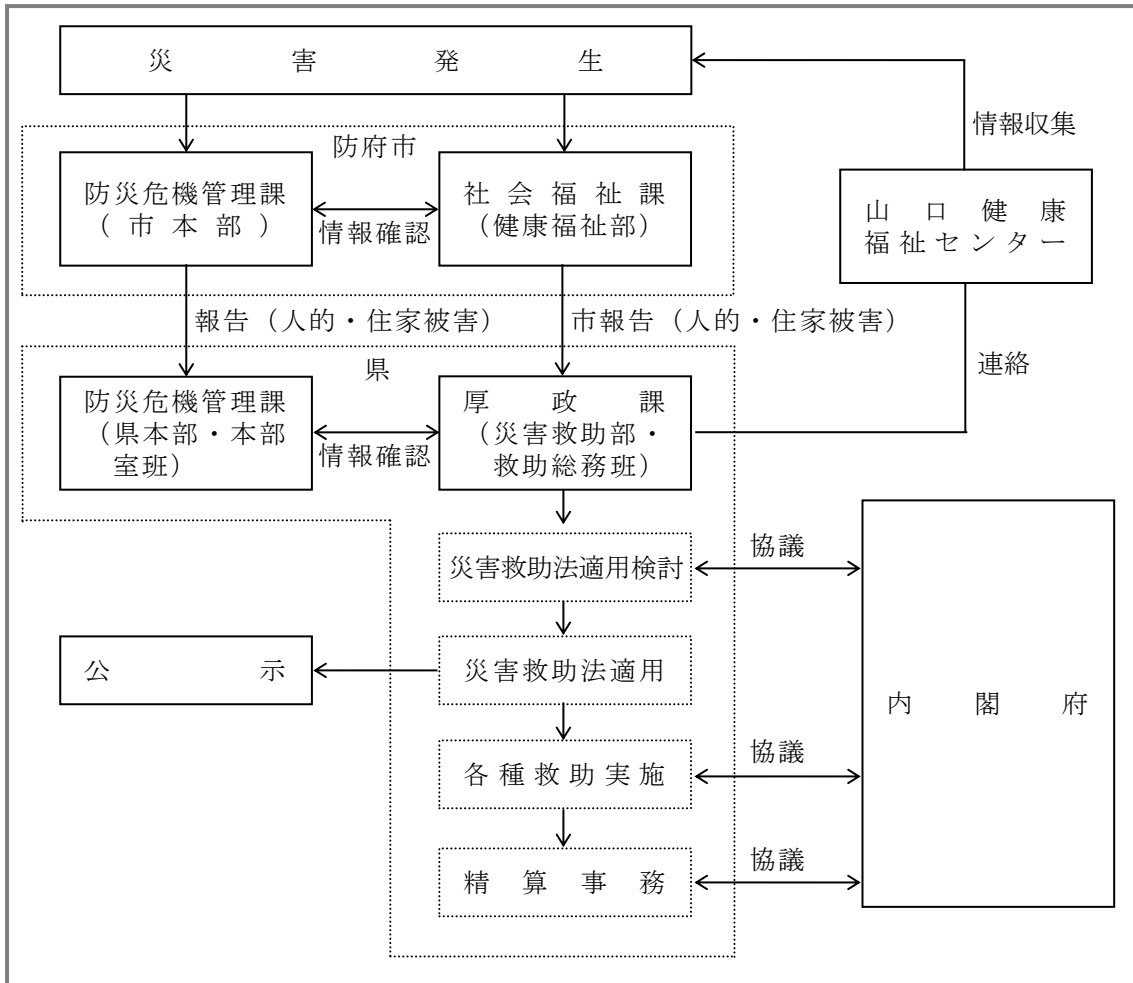 災害発生
情報収集
防府市
防災危機管理課
（市本部）
情報確認
社会福祉課
（健康福祉部）
山口健康
福祉センター
報告（人的・住家被害）
市報告（人的・住家被害）
連絡
県
防災危機管理課
（県本部・本部
室班）
情報確認
厚政課
（災害救助部・
救助総務班）
災害救助法適用検討
協議
公示
災害救助法適用
内閣府
各種救助実施
協議
精算事務
協議